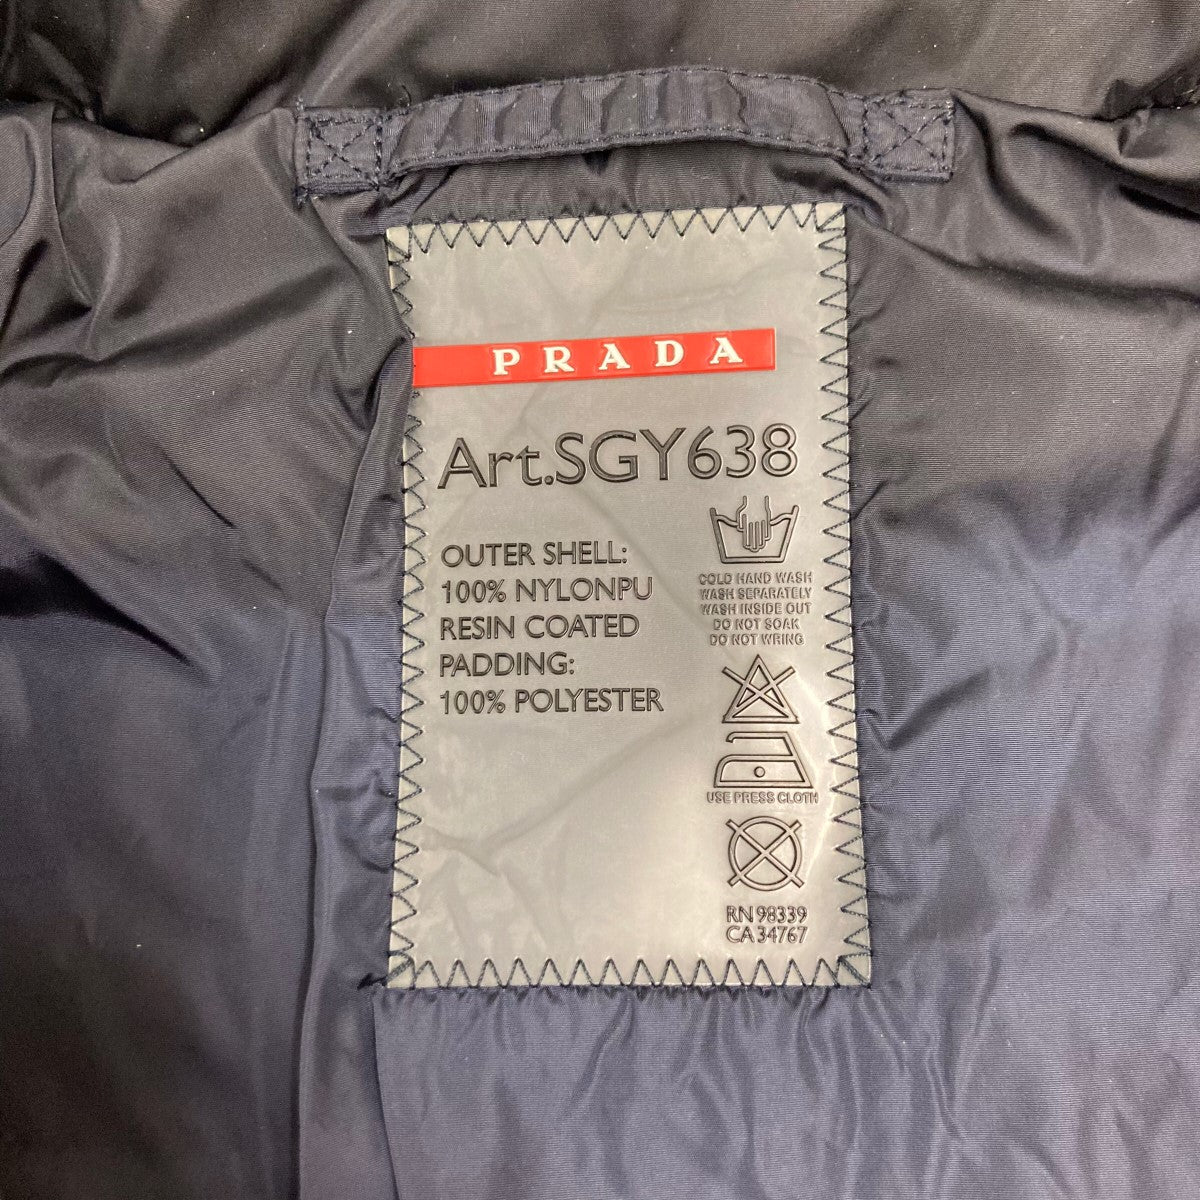 PRADA
Art.SGY638
OUTER SHELL:
100% NYLONPU
RESIN COATED
PADDING:
100% POLYESTER
COLD HAND WASH
WASH SEPARATELY
WASH INSIDE OUT
DO NOT SOAK
DO NOT WRING
USE PRESS CLOTH
RN 98339
CA 34767